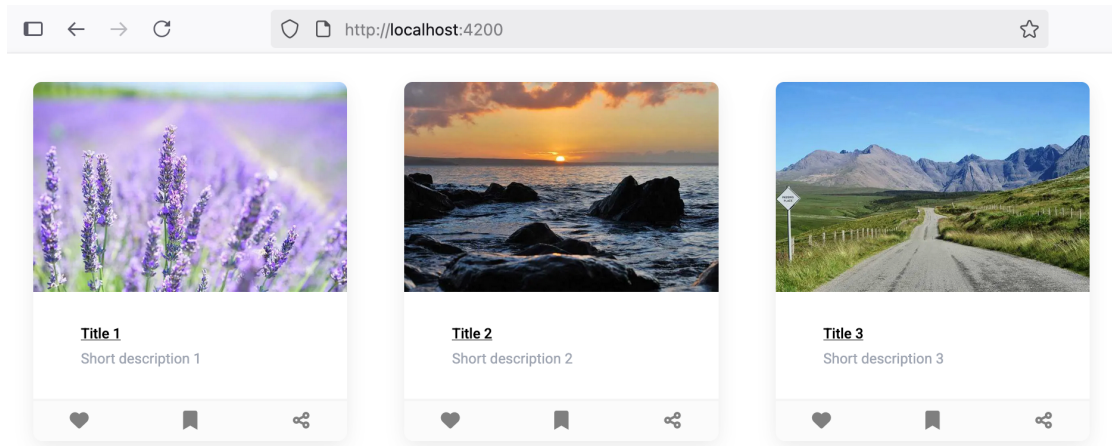 http://localhost:4200
Title 1
Short description 1
Title 2
Short description 2
Title 3
Short description 3